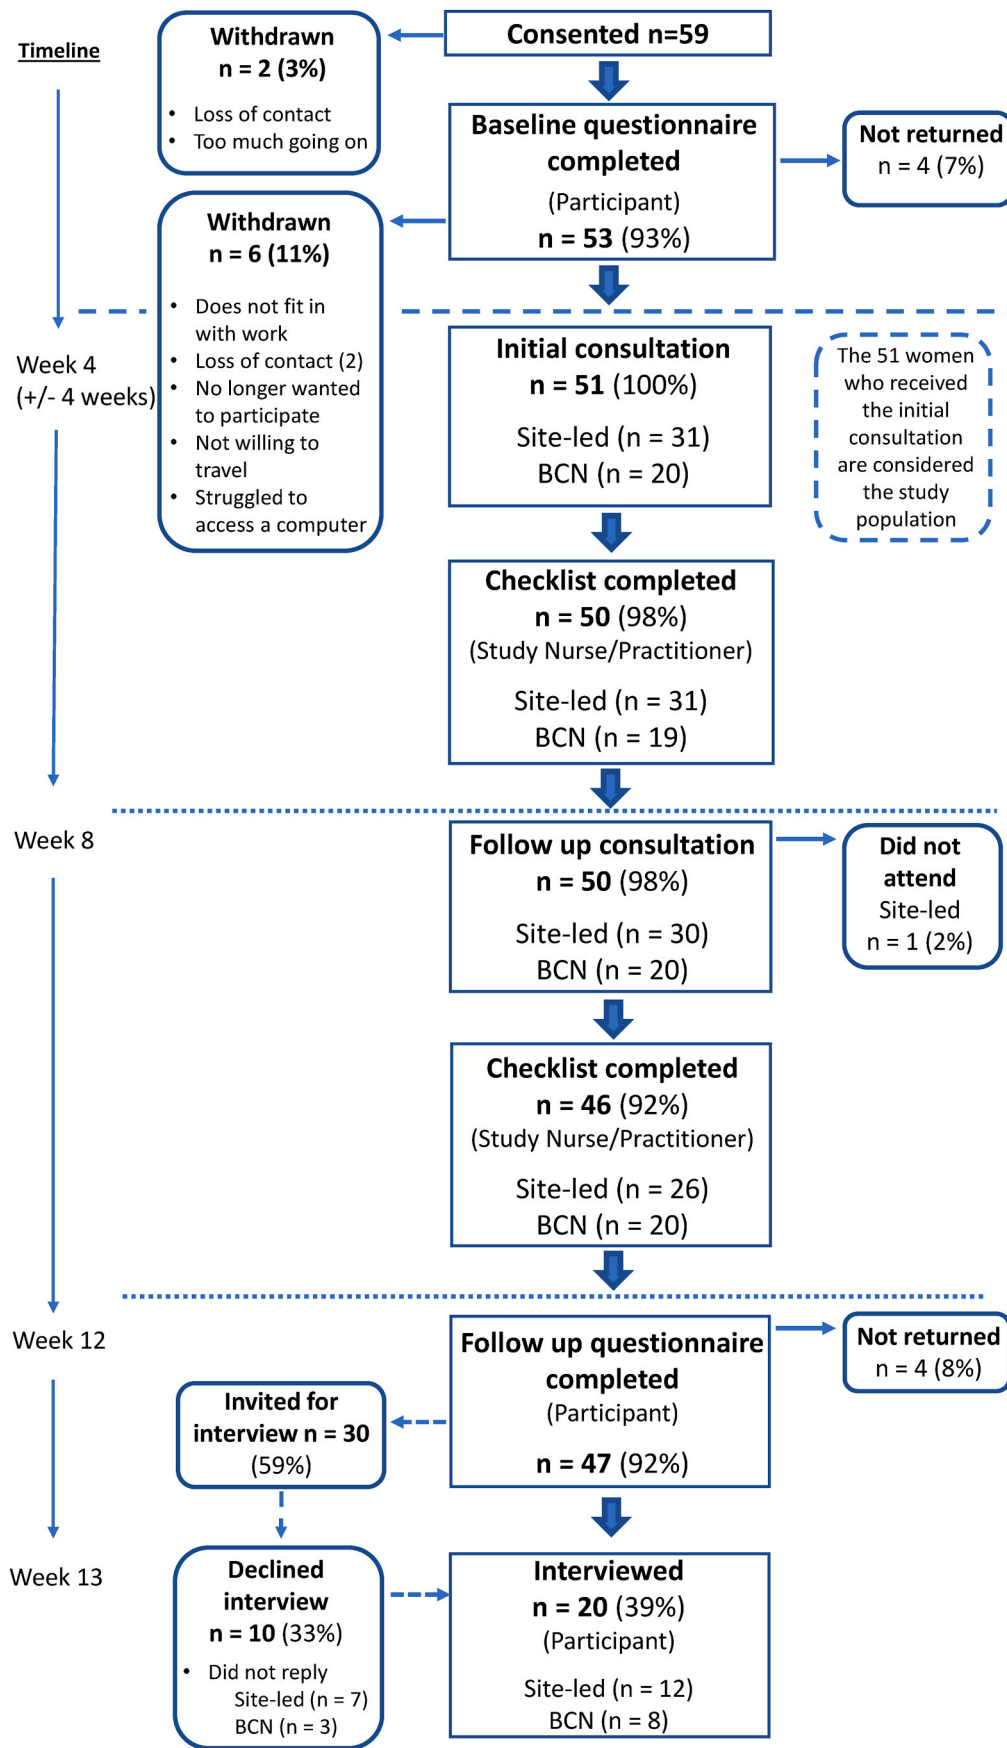 Timeline
Withdrawn
n = 2 (3%)
• Loss of contact
• Too much going on
Consented n=59
Baseline questionnaire
completed
(Participant)
n = 53 (93%)
Not returned
n = 4 (7%)
Withdrawn
n = 6 (11%)
• Does not fit in
with work
• Loss of contact (2)
• No longer wanted
to participate
• Not willing to
travel
• Struggled to
access a computer
Week 4
(+/- 4 weeks)
Initial consultation
n = 51 (100%)
Site-led (n = 31)
BCN (n = 20)
The 51 women
who received
the initial
consultation
are considered
the study
population
Checklist completed
n = 50 (98%)
(Study Nurse/Practitioner)
Site-led (n = 31)
BCN (n = 19)
Week 8
Follow up consultation
n = 50 (98%)
Site-led (n = 30)
BCN (n = 20)
Did not
attend
Site-led
n = 1 (2%)
Checklist completed
n = 46 (92%)
(Study Nurse/Practitioner)
Site-led (n = 26)
BCN (n = 20)
Week 12
Follow up questionnaire
completed
(Participant)
n = 47 (92%)
Not returned
n = 4 (8%)
Invited for
interview n = 30
(59%)
Week 13
Declined
interview
n = 10 (33%)
• Did not reply
Site-led (n = 7)
BCN (n = 3)
Interviewed
n = 20 (39%)
(Participant)
Site-led (n = 12)
BCN (n = 8)